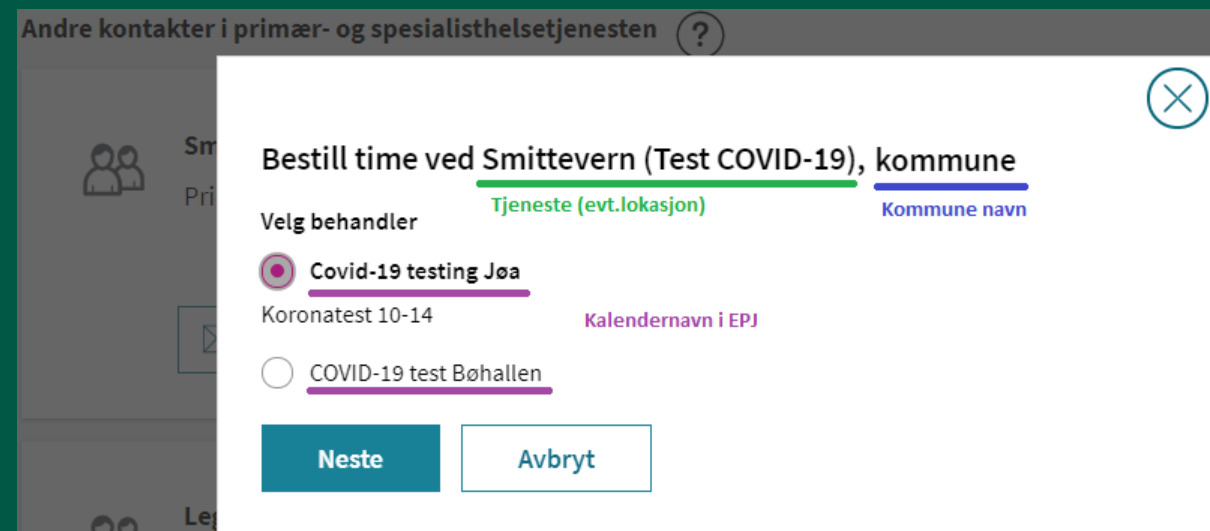 Andre kontakter i primær- og spesialisthelsetjenesten ?
Sm
Pri
Bestill time ved Smittevern (Test COVID-19), kommune
Tjeneste (evt.lokasjon) Kommune navn
Velg behandler
Covid-19 testing Jøa
Koronatest 10-14 Kalendernavn i EPJ
COVID-19 test Bøhallen
Neste Avbryt
Leg